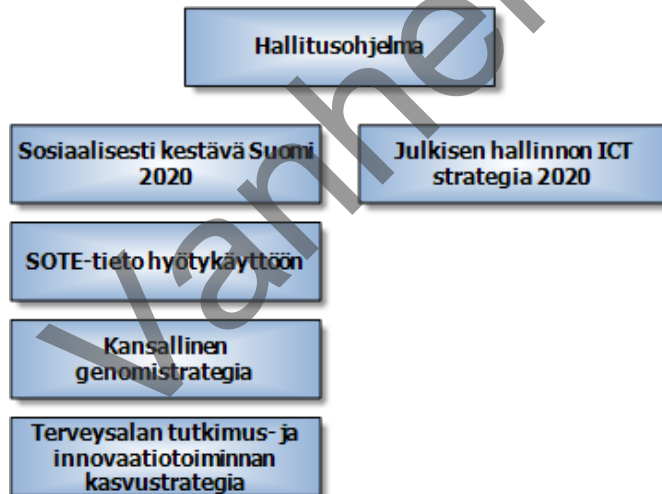 Hallitusohjelma
Sosiaalisesti kestävä Suomi
2020
Julkisen hallinnon ICT
strategia 2020
SOTE-tieto hyötykäyttöön
Kansallinen
genomistrategia
Terveysalan tutkimus- ja
innovaatiotoiminnan
kasvustrategia